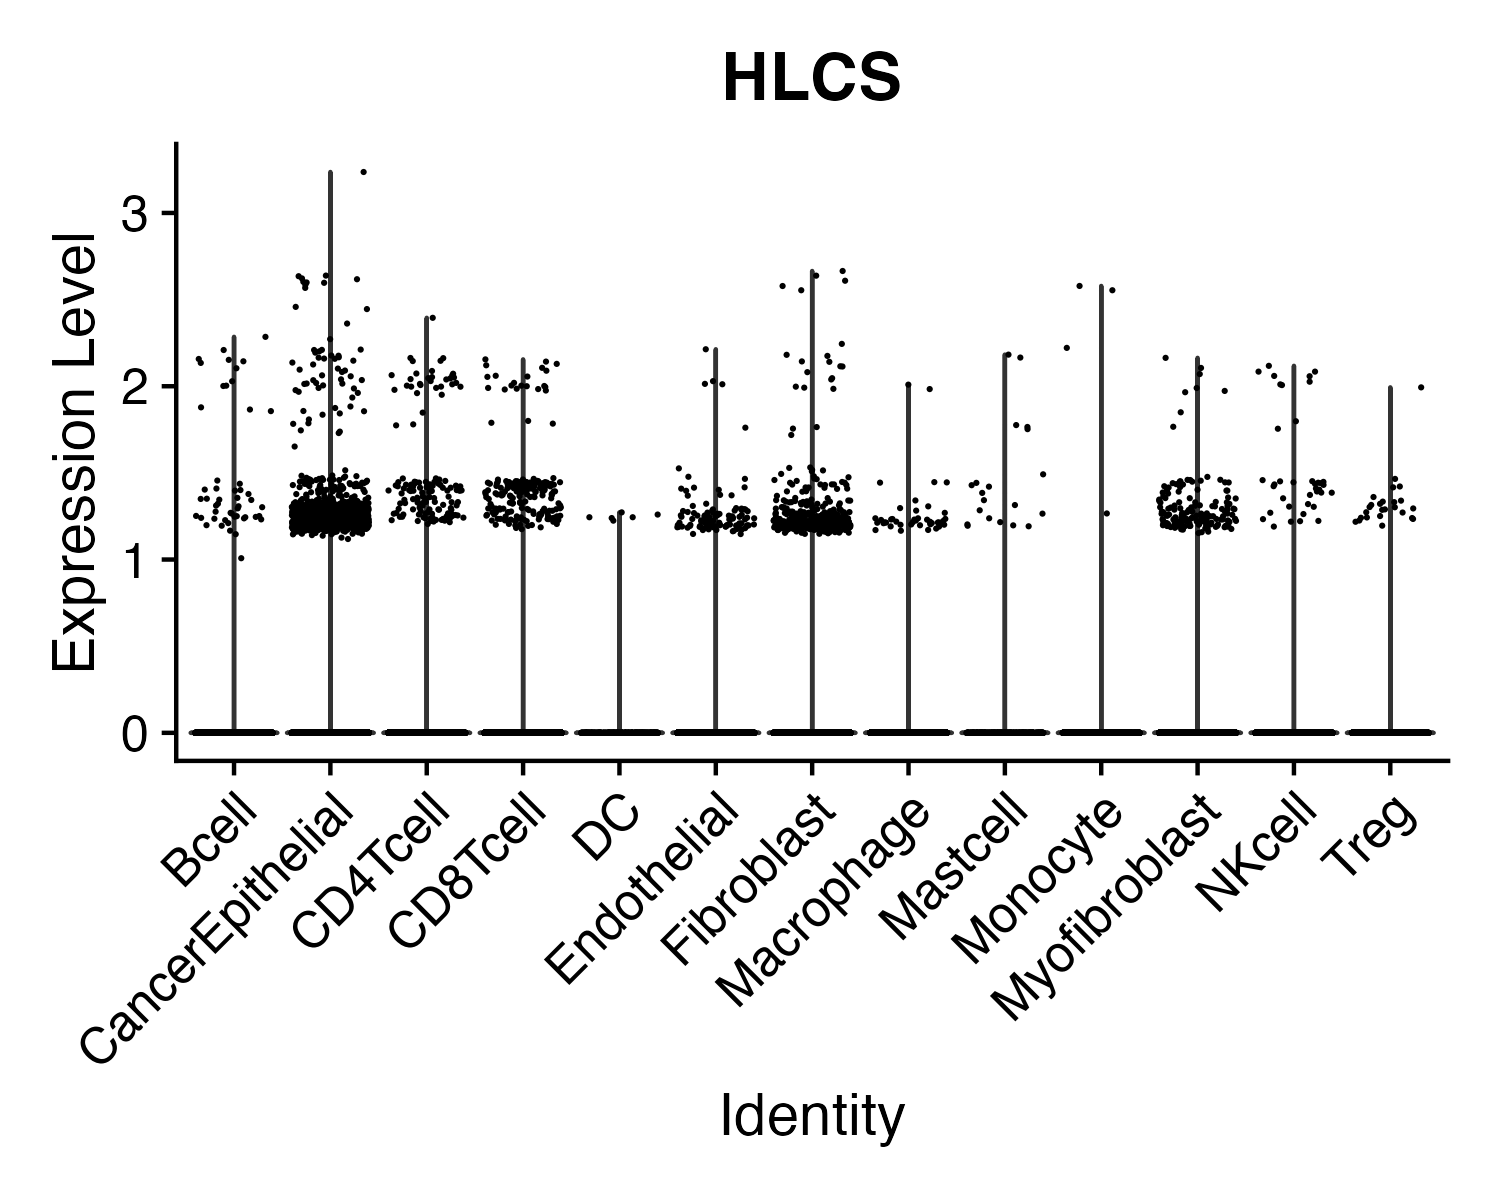 HLCS
Expression Level
3
2
1
0
Bcell
CancerEpithelial
CD4Tcell
CD8Tcell
DC
Endothelial
Fibroblast
Macrophage
Mastcell
Monocyte
Myofibroblast
NKcell
Treg
Identity